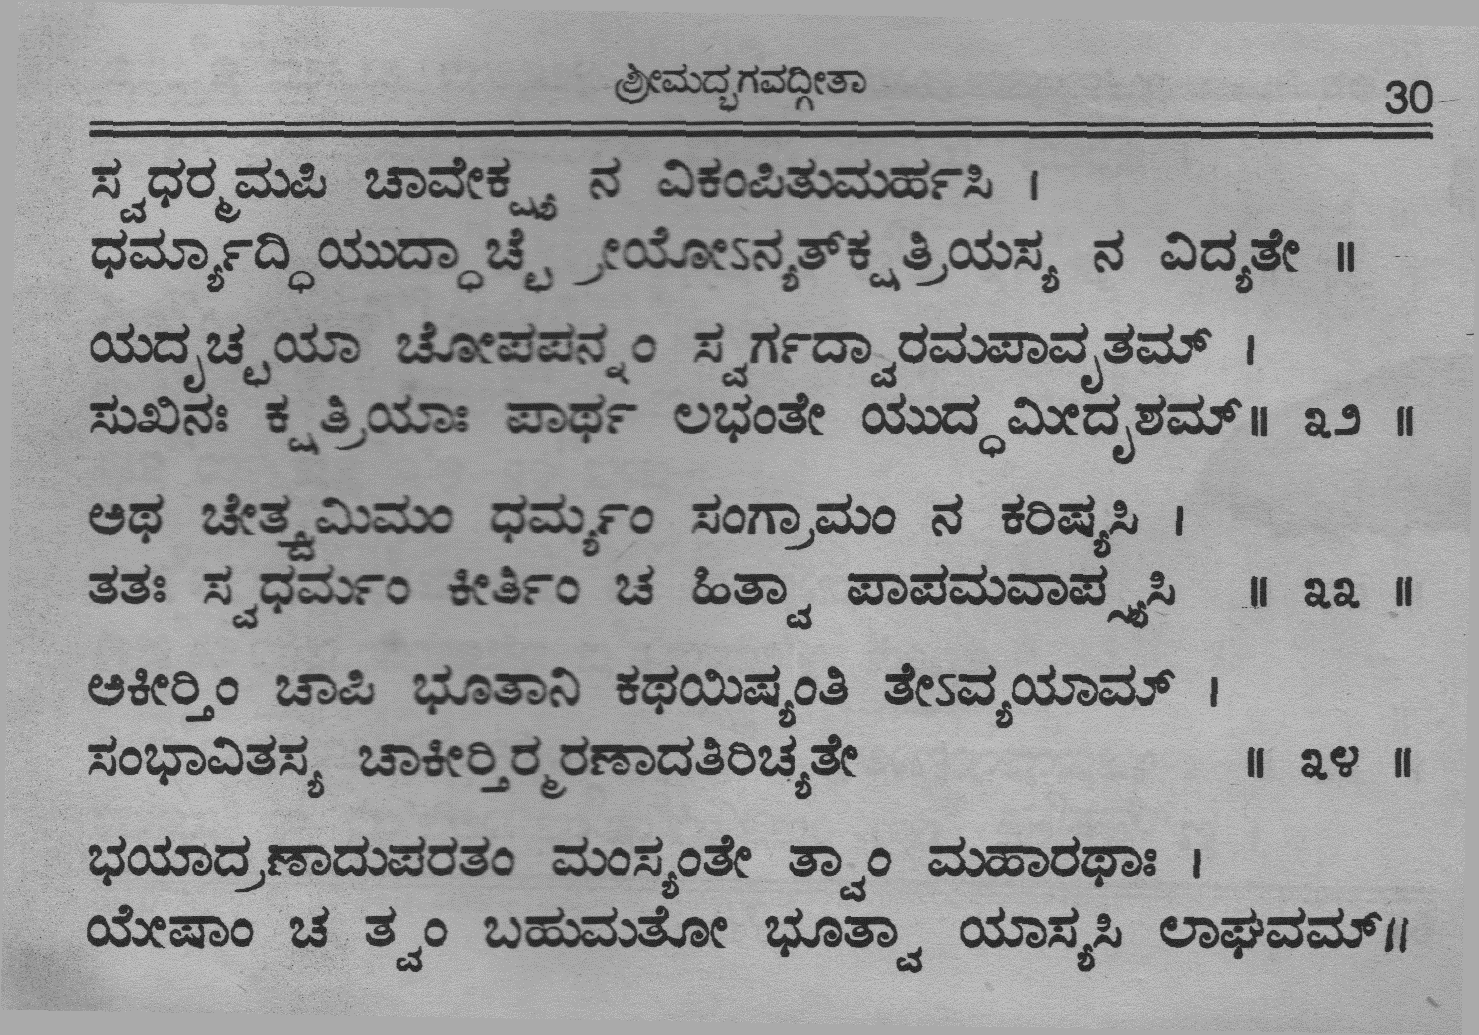 ಶ್ರೀಮದ್ಭಗವದ್ಗೀತಾ
30
ಸ್ವಧರ‍್ಮಮಪಿ ಚಾವೇಕ್ಷ್ಯ ನ ವಿಕಂಪಿತುಮರ್ಹಸಿ ।
ಧರ್ಮ್ಯಾದ್ಧಿಯುದ್ಧಾಚ್ಛ್ರೇಯೋಽನ್ಯತ್‌ಕ್ಷತ್ರಿಯಸ್ಯ ನ ವಿದ್ಯತೇ ॥
ಯದೃಚ್ಛಯಾ ಚೋಪಪನ್ನಂ ಸ್ವರ್ಗದ್ವಾರಮಪಾವೃತಮ್ ।
ಸುಖಿನಃ ಕ್ಷತ್ರಿಯಾಃ ಪಾರ್ಥ ಲಭಂತೇ ಯುದ್ಧಮೀದೃಶಮ್॥ ೩೨ ॥
ಅಥ ಚೇತ್ತ್ವಮಿಮಂ ಧರ್ಮ್ಯಂ ಸಂಗ್ರಾಮಂ ನ ಕರಿಷ್ಯಸಿ ।
ತತಃ ಸ್ವಧರ್ಮಂ ಕೀರ್ತಿಂ ಚ ಹಿತ್ವಾ ಪಾಪಮವಾಪ್ಸ್ಯಸಿ ॥ ೩೩ ॥
ಅಕೀರ‍್ತಿಂ ಚಾಪಿ ಭೂತಾನಿ ಕಥಯಿಷ್ಯಂತಿ ತೇಽವ್ಯಯಾಮ್ ।
ಸಂಭಾವಿತಸ್ಯ ಚಾಕೀರ‍್ತಿರ‍್ಮರಣಾದತಿರಿಚ್ಯತೇ ॥ ೩೪ ॥
ಭಯಾದ್ರಣಾದುಪರತಂ ಮಂಸ್ಯಂತೇ ತ್ವಾಂ ಮಹಾರಥಾಃ ।
ಯೇಷಾಂ ಚ ತ್ವಂ ಬಹುಮತೋ ಭೂತ್ವಾ ಯಾಸ್ಯಸಿ ಲಾಘವಮ್॥